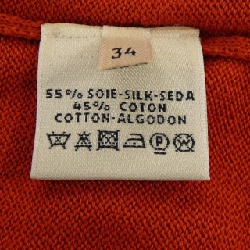 34
55% SOIE-SILK-SEDA
45% COTON
COTTON-ALGODON
P